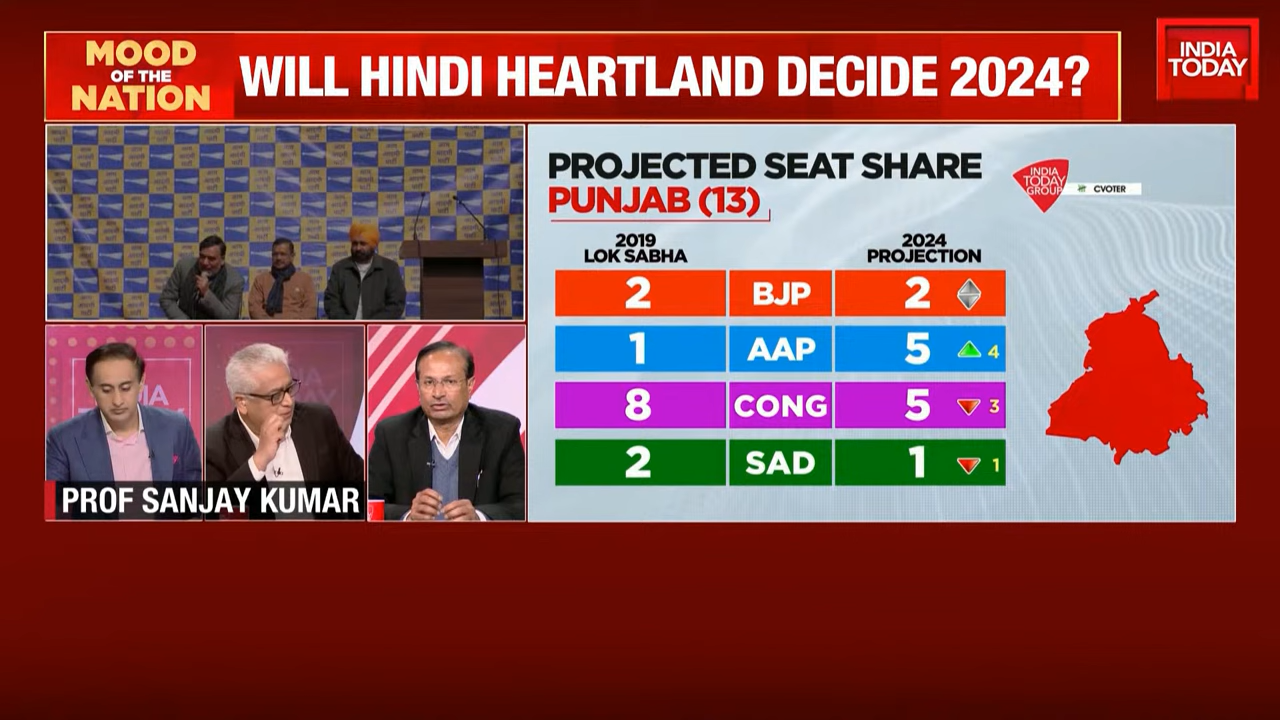 MOOD
OF THE
NATION
WILL HINDI HEARTLAND DECIDE 2024?
INDIA
TODAY
PROJECTED SEAT SHARE
PUNJAB (13)
INDIA
TODAY
GROUP
CVOTER
2019
LOK SABHA
2024
PROJECTION
2 BJP 2
1 AAP 5 4
8 CONG 5 3
2 SAD 1 1
PROF SANJAY KUMAR